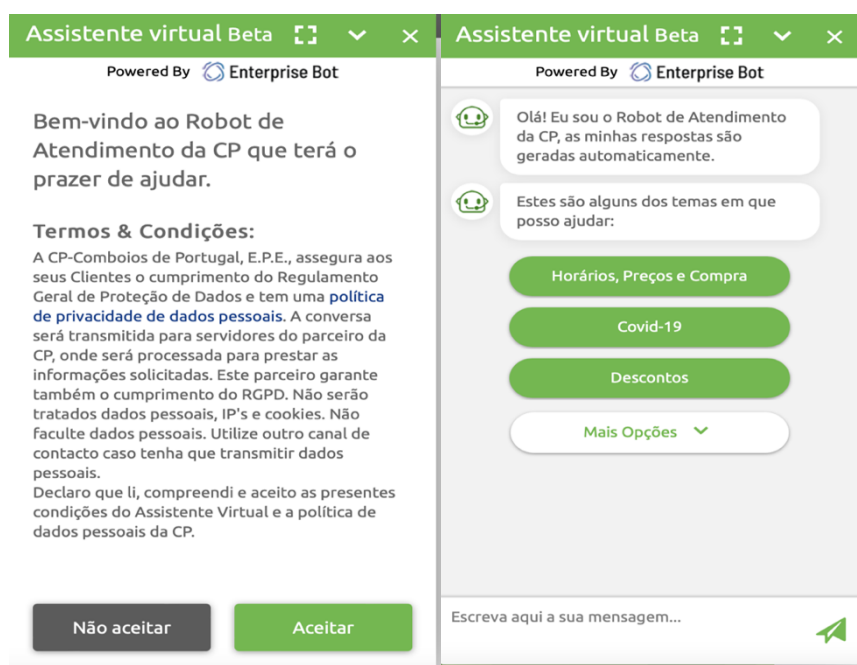 Assistente virtual Beta
Powered By Enterprise Bot
Bem-vindo ao Robot de
Atendimento da CP que terá o
prazer de ajudar.
Termos & Condições:
A CP-Comboios de Portugal, E.P.E., assegura aos
seus Clientes o cumprimento do Regulamento
Geral de Proteção de Dados e tem uma política
de privacidade de dados pessoais. A conversa
será transmitida para servidores do parceiro da
CP, onde será processada para prestar as
informações solicitadas. Este parceiro garante
também o cumprimento do RGPD. Não serão
tratados dados pessoais, IP's e cookies. Não
faculte dados pessoais. Utilize outro canal de
contacto caso tenha que transmitir dados
pessoais.
Declaro que li, compreendi e aceito as presentes
condições do Assistente Virtual e a política de
dados pessoais da CP.
Não aceitar
Aceitar
Assistente virtual Beta
Powered By Enterprise Bot
Olá! Eu sou o Robot de Atendimento
da CP, as minhas respostas são
geradas automaticamente.
Estes são alguns dos temas em que
posso ajudar:
Horários, Preços e Compra
Covid-19
Descontos
Mais Opções
Escreva aqui a sua mensagem...